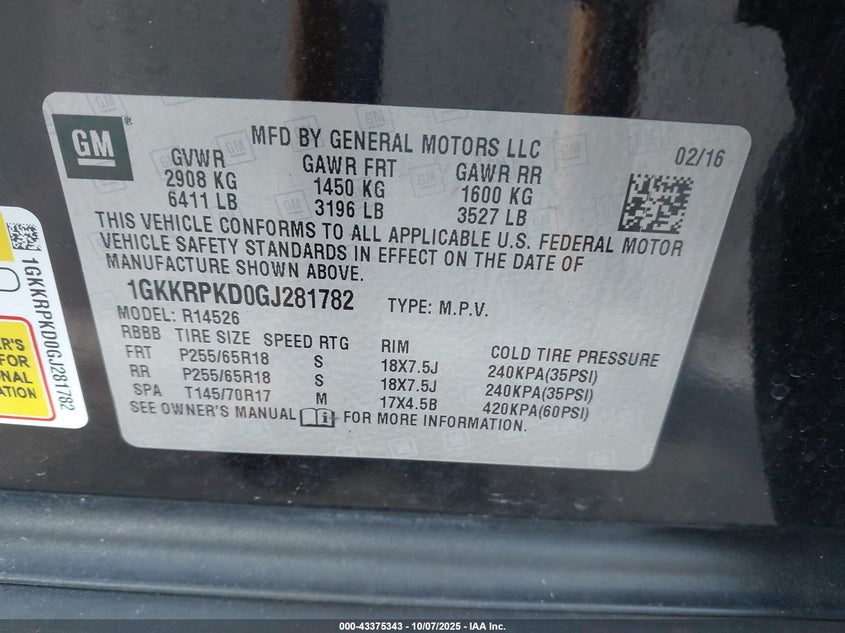 GM
MFD BY GENERAL MOTORS LLC
02/16
GVWR GAWR FRT GAWR RR
2908 KG 1450 KG 1600 KG
6411 LB 3196 LB 3527 LB
THIS VEHICLE CONFORMS TO ALL APPLICABLE U.S. FEDERAL MOTOR
VEHICLE SAFETY STANDARDS IN EFFECT ON THE DATE OF
MANUFACTURE SHOWN ABOVE.
1GKKRPKD0GJ281782 TYPE: M.P.V.
MODEL: R14526
RBBB TIRE SIZE SPEED RTG RIM COLD TIRE PRESSURE
FRT P255/65R18 S 18X7.5J 240KPA(35PSI)
RR P255/65R18 S 18X7.5J 240KPA(35PSI)
SPA T145/70R17 M 17X4.5B 420KPA(60PSI)
SEE OWNER'S MANUAL i FOR MORE INFORMATION.
1GKKRPKD0GJ281782
FOR
000-43375343 - 10/07/2025 - IAA Inc.